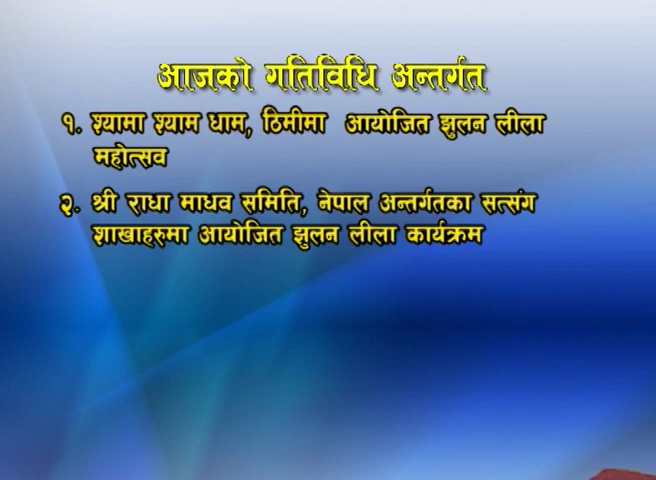 आजको गतिविधि अन्तर्गत
१. श्यामा श्याम धाम, ठिमीमा आयोजित झुलन लीला
महोत्सव
२. श्री राधा माधव समिति, नेपाल अन्तर्गतका सत्संग
शाखाहरुमा आयोजित झुलन लीला कार्यक्रम